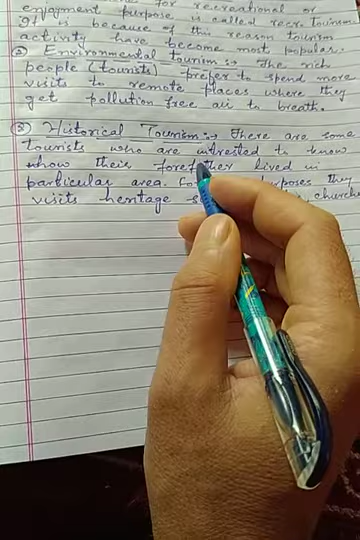 enjoyment purpose is called recreational or
It is because of this reason tourism
activity have become most popular.
② Environmental tourism :→ The rich
people (tourists) prefer to spend more
visits to remote places where they
get pollution free air to breath.
③ Historical Tourism :→ There are some
tourists who are intrested to know
how their forefather lived in
particular area. For they
visits heritage churche